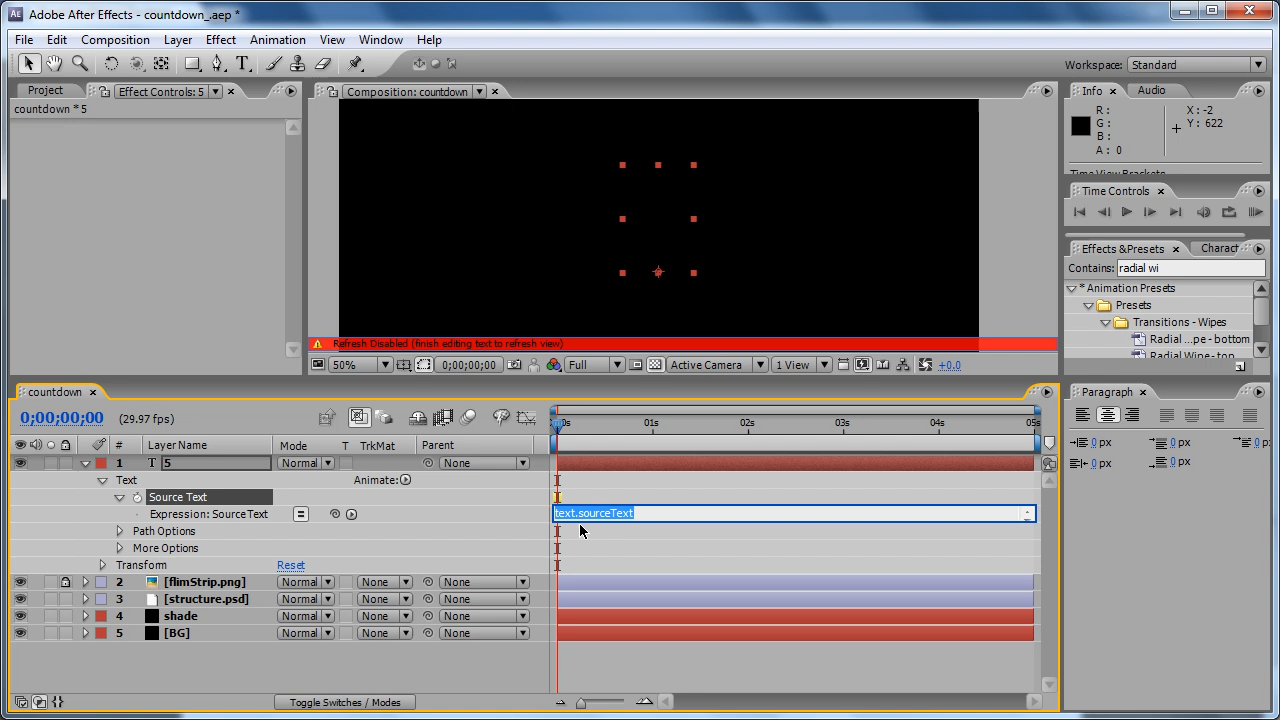 Adobe After Effects - countdown_.aep *
File Edit Composition Layer Effect Animation View Window Help
Workspace: Standard
Project Effect Controls: 5
countdown * 5
Composition: countdown
Info Audio
R :
G :
B :
A : 0
X : -2
Y : 622
Time Controls
Effects & Presets Charact
Contains: radial wi
* Animation Presets
Presets
Transitions - Wipes
Radial ...pe - bottom
Radial Wipe - top
Refresh Disabled (finish editing text to refresh view)
50% 0;00;00;00 Full Active Camera 1 View +0.0
countdown
0;00;00;00 (29.97 fps)
0s 01s 02s 03s 04s 05s
# Layer Name Mode T TrkMat Parent
1 T 5 Normal None
Text Animate:
Source Text
Expression: Source Text text.sourceText
Path Options
More Options
Transform Reset
2 [flimStrip.png] Normal None None
3 [structure.psd] Normal None None
4 shade Normal None None
5 [BG] Normal None None
Toggle Switches / Modes
Paragraph
0 px 0 px 0 px
0 px 0 px